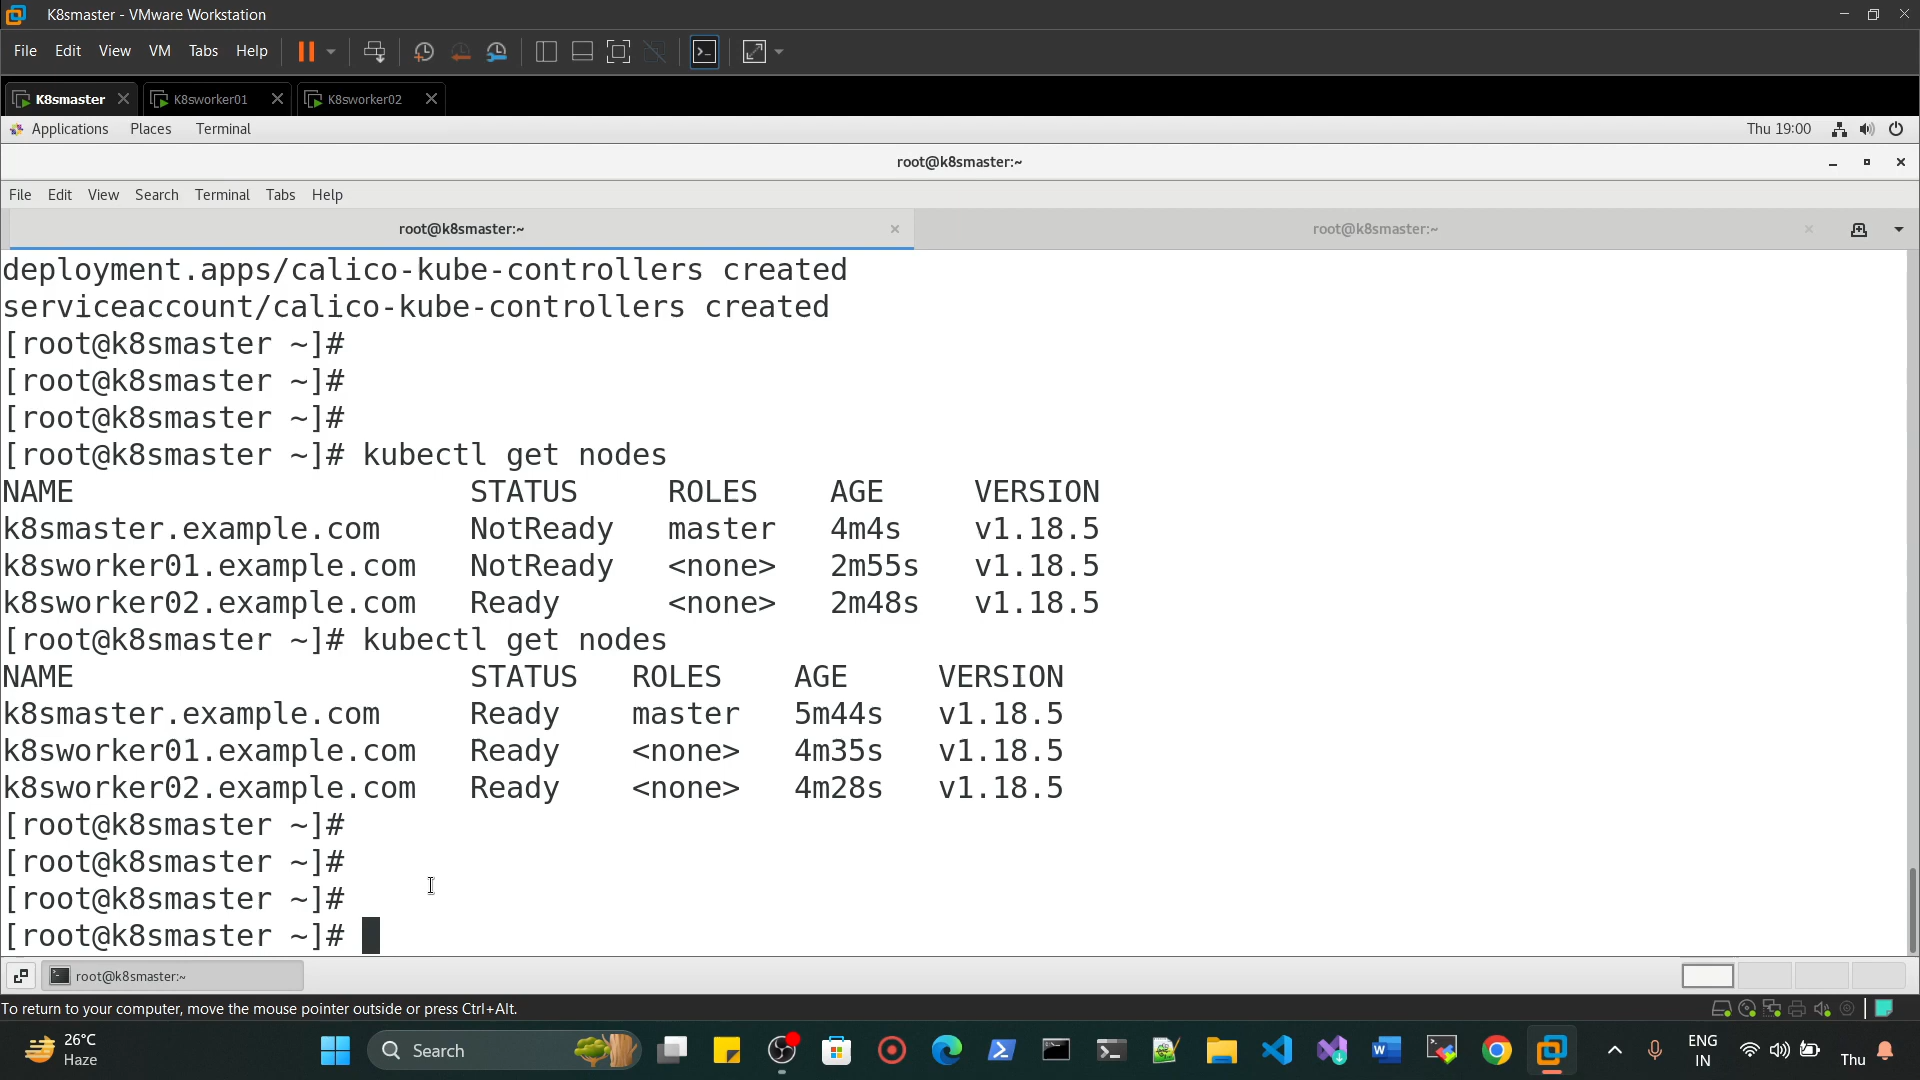 K8smaster - VMware Workstation
File Edit View VM Tabs Help
K8smaster K8sworker01 K8sworker02
Applications Places Terminal Thu 19:00
root@k8smaster:~
File Edit View Search Terminal Tabs Help
root@k8smaster:~ root@k8smaster:~
deployment.apps/calico-kube-controllers created
serviceaccount/calico-kube-controllers created
[root@k8smaster ~]#
[root@k8smaster ~]#
[root@k8smaster ~]#
[root@k8smaster ~]# kubectl get nodes
NAME STATUS ROLES AGE VERSION
k8smaster.example.com NotReady master 4m4s v1.18.5
k8sworker01.example.com NotReady <none> 2m55s v1.18.5
k8sworker02.example.com Ready <none> 2m48s v1.18.5
[root@k8smaster ~]# kubectl get nodes
NAME STATUS ROLES AGE VERSION
k8smaster.example.com Ready master 5m44s v1.18.5
k8sworker01.example.com Ready <none> 4m35s v1.18.5
k8sworker02.example.com Ready <none> 4m28s v1.18.5
[root@k8smaster ~]#
[root@k8smaster ~]#
[root@k8smaster ~]#
[root@k8smaster ~]#
root@k8smaster:~
To return to your computer, move the mouse pointer outside or press Ctrl+Alt.
26°C
Haze
Search
ENG
IN
Thu